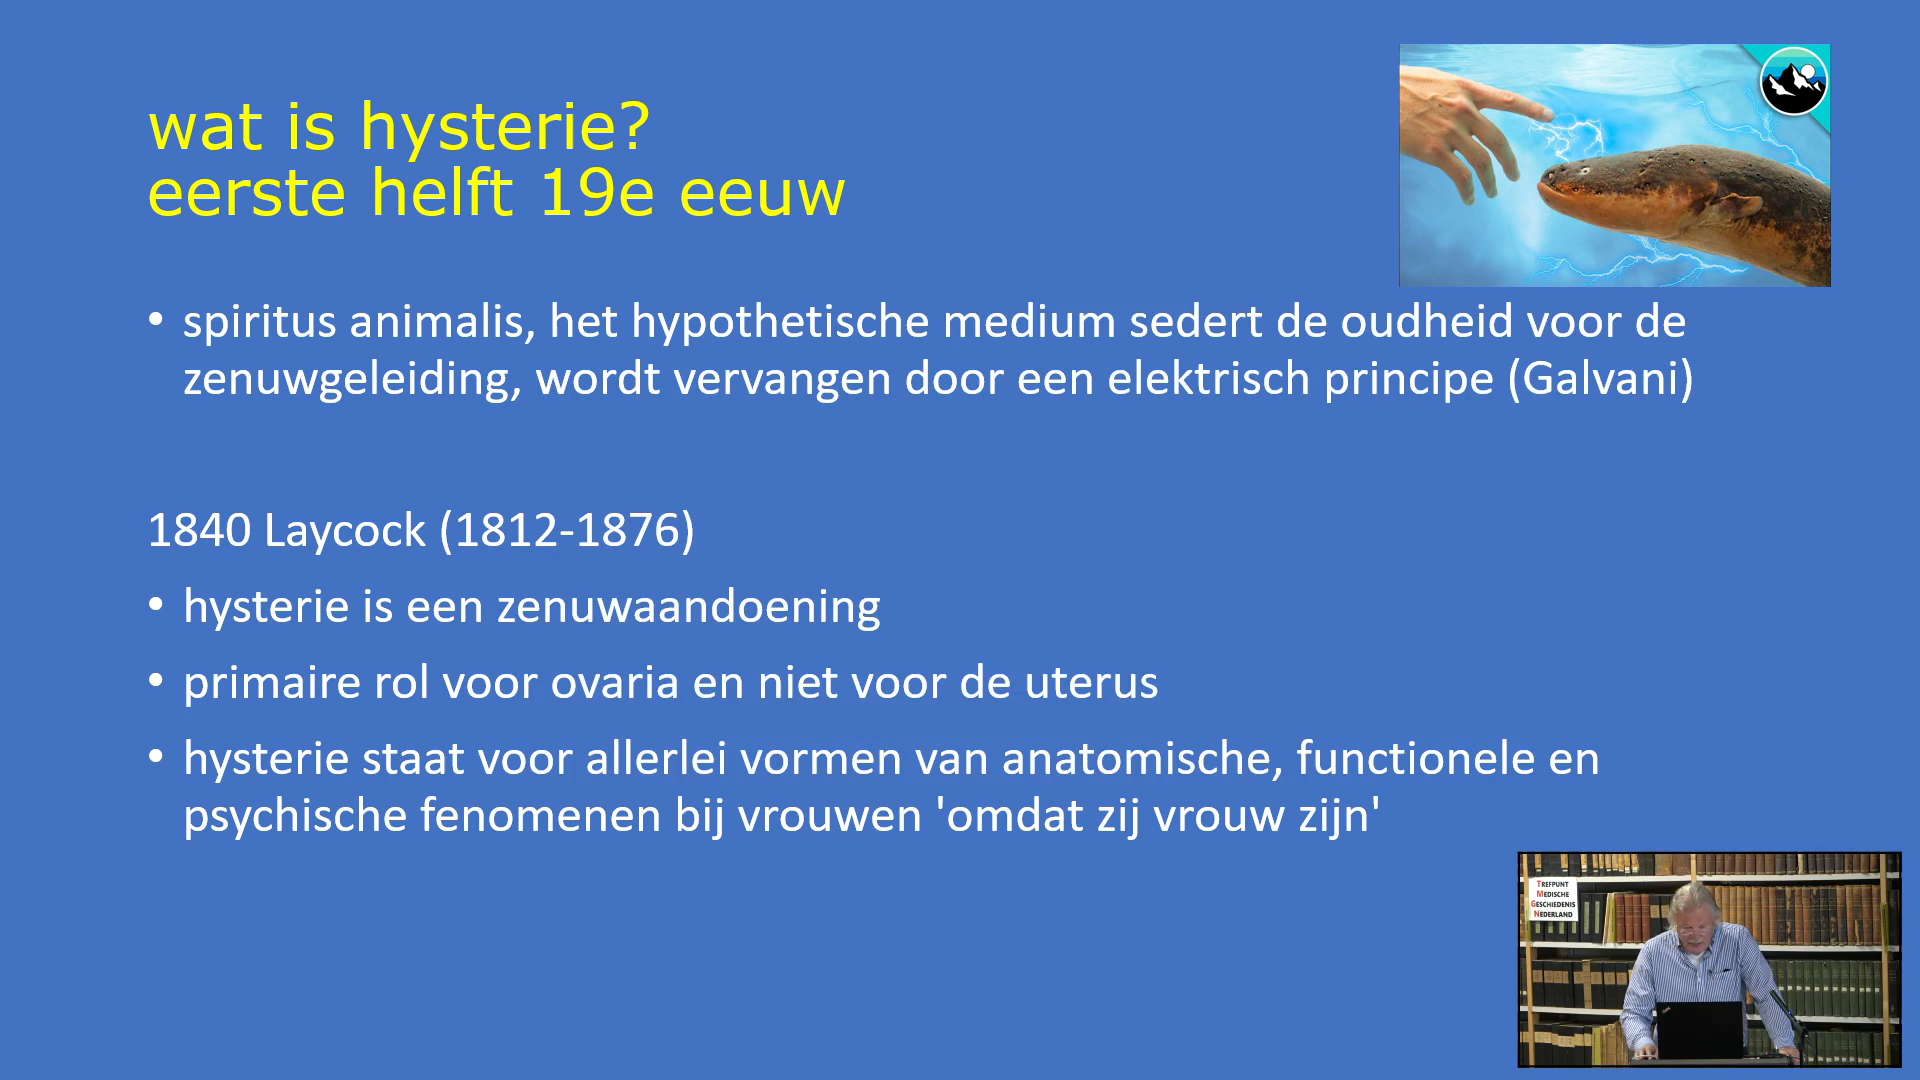 wat is hysterie?
eerste helft 19e eeuw
• spiritus animalis, het hypothetische medium sedert de oudheid voor de
zenuwgeleiding, wordt vervangen door een elektrisch principe (Galvani)
1840 Laycock (1812-1876)
• hysterie is een zenuwaandoening
• primaire rol voor ovaria en niet voor de uterus
• hysterie staat voor allerlei vormen van anatomische, functionele en
psychische fenomenen bij vrouwen 'omdat zij vrouw zijn'
TREFPUNT
MEDISCHE
GESCHIEDENIS
NEDERLAND